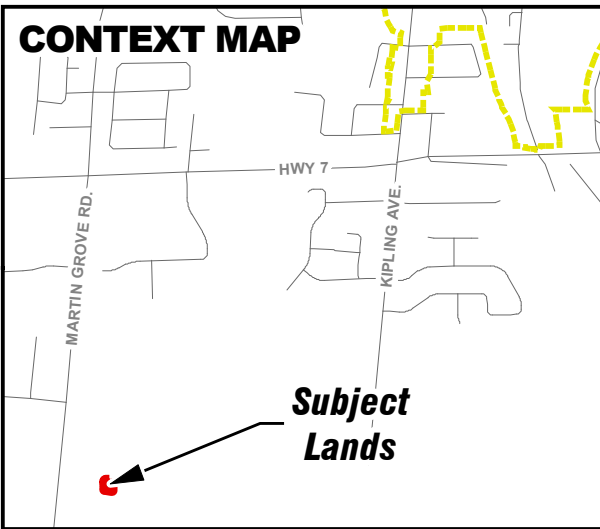 CONTEXT MAP
HWY 7
MARTIN GROVE RD.
KIPLING AVE.
Subject
Lands